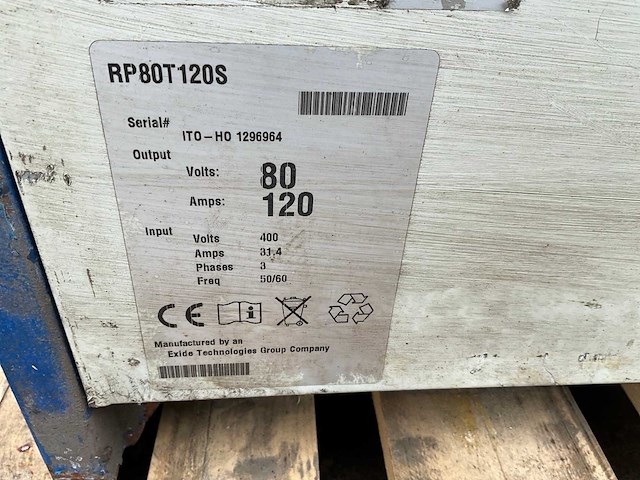 RP80T120S
Serial#
ITO-HO 1296964
Output
Volts: 80
Amps: 120
Input
Volts 400
Amps 31,4
Phases 3
Freq 50/60
CE
Manufactured by an
Exide Technologies Group Company